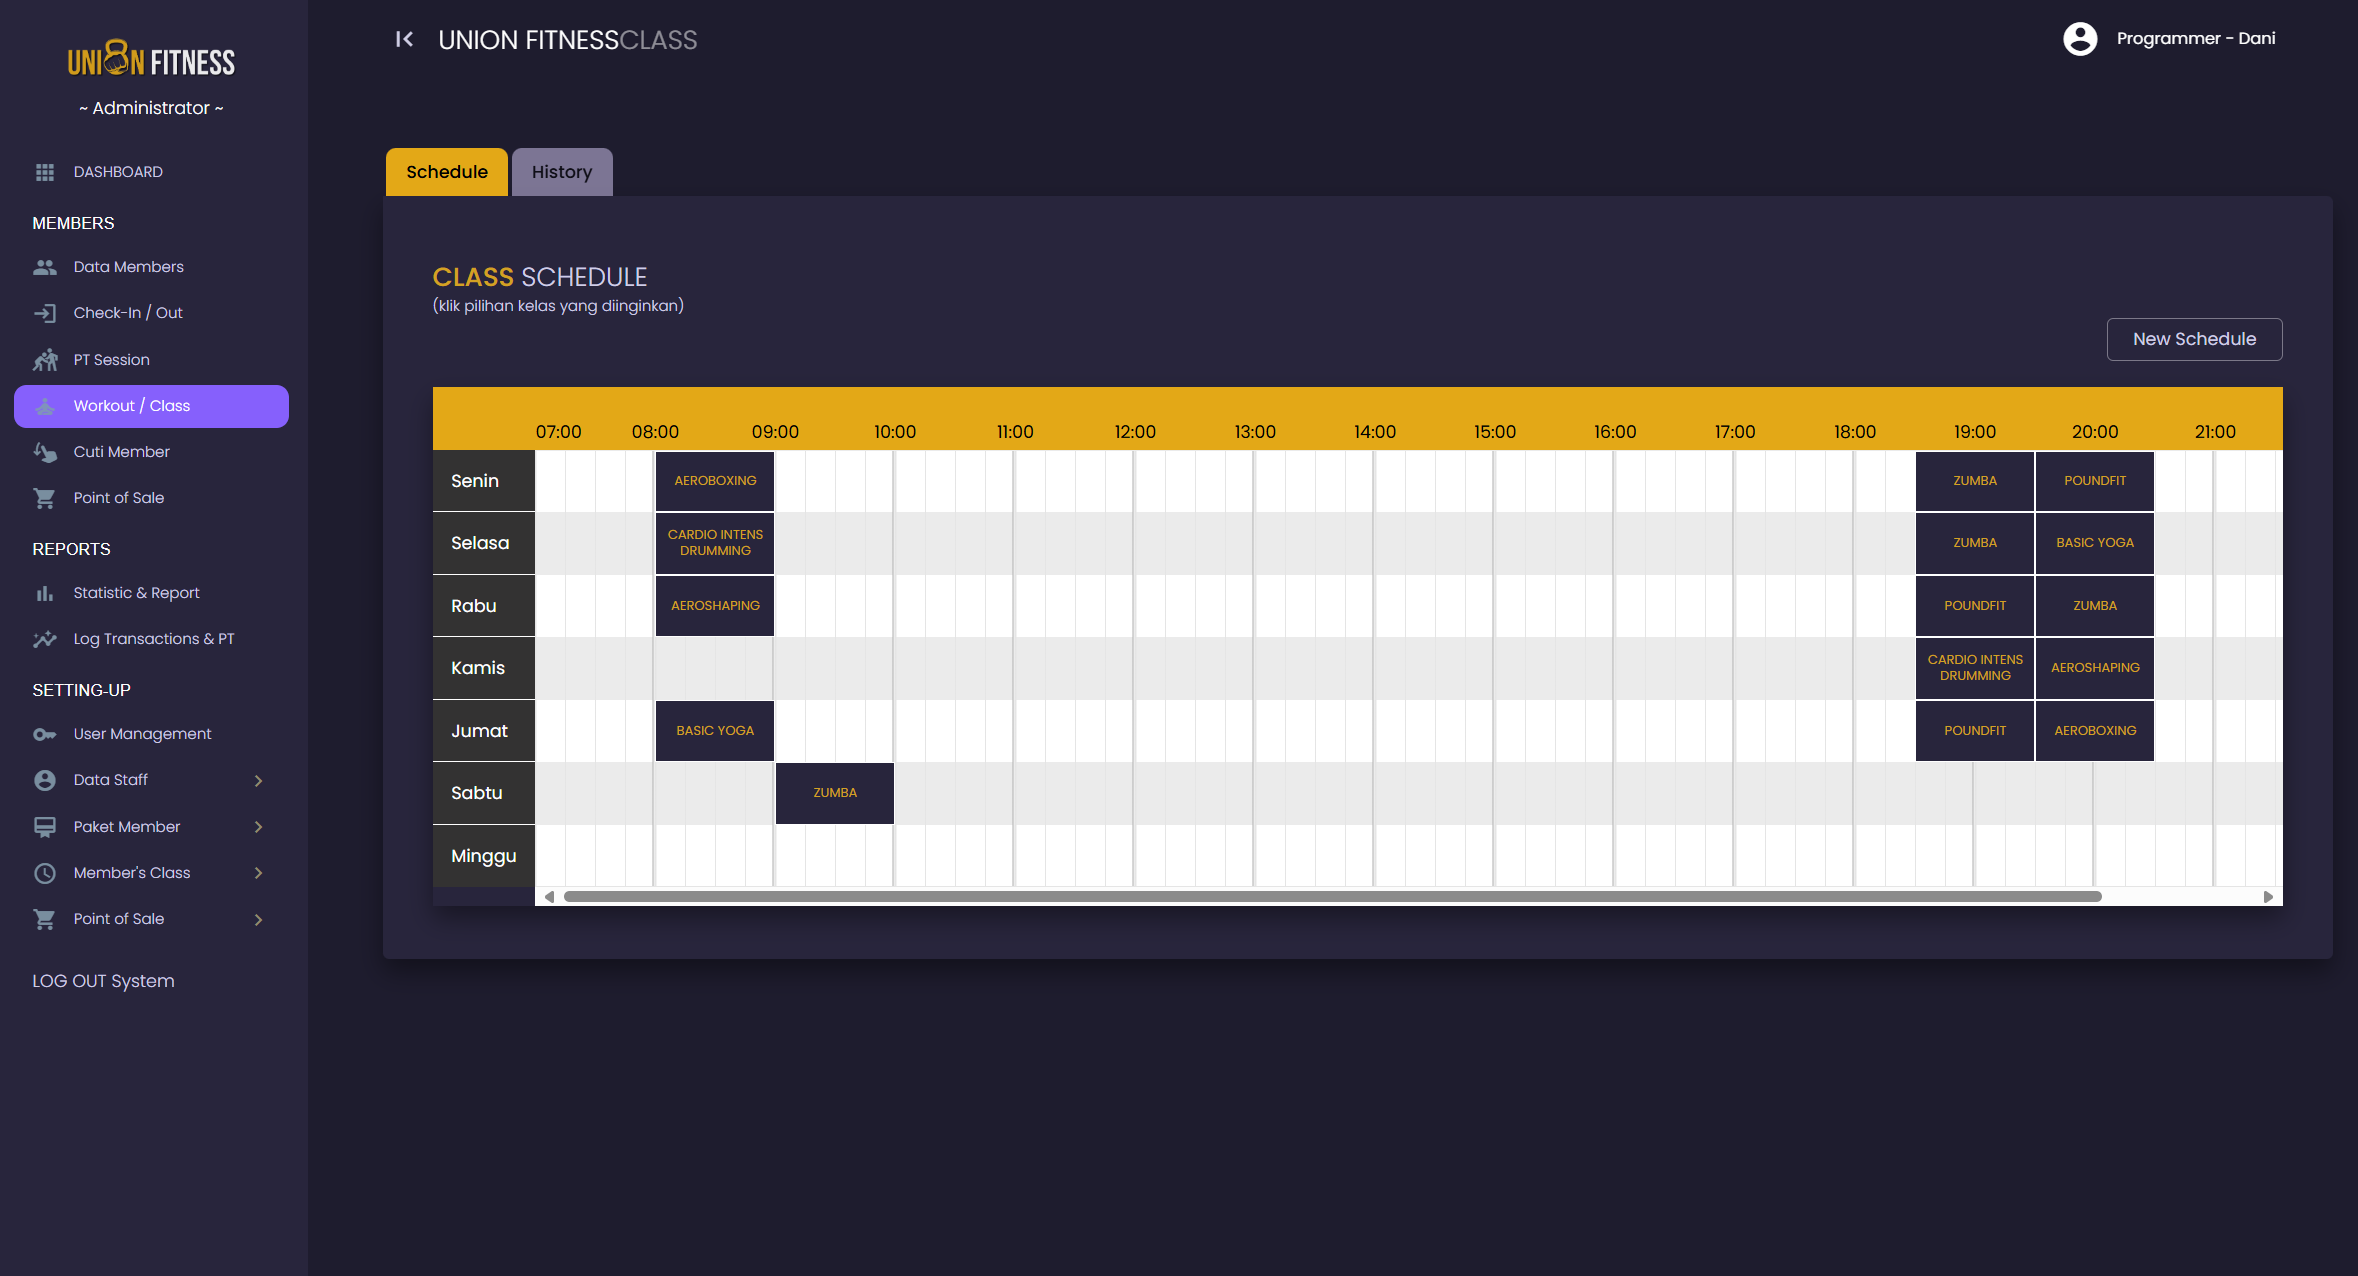 UNION FITNESS
~ Administrator ~
DASHBOARD
MEMBERS
Data Members
Check-In / Out
PT Session
Workout / Class
Cuti Member
Point of Sale
REPORTS
Statistic & Report
Log Transactions & PT
SETTING-UP
User Management
Data Staff
Paket Member
Member's Class
Point of Sale
LOG OUT System
UNION FITNESSCLASS
Programmer - Dani
Schedule History
CLASS SCHEDULE
(klik pilihan kelas yang diinginkan)
New Schedule
07:00 08:00 09:00 10:00 11:00 12:00 13:00 14:00 15:00 16:00 17:00 18:00 19:00 20:00 21:00
Senin AEROBOXING ZUMBA POUNDFIT
Selasa CARDIO INTENS DRUMMING ZUMBA BASIC YOGA
Rabu AEROSHAPING POUNDFIT ZUMBA
Kamis CARDIO INTENS DRUMMING AEROSHAPING
Jumat BASIC YOGA POUNDFIT AEROBOXING
Sabtu ZUMBA
Minggu